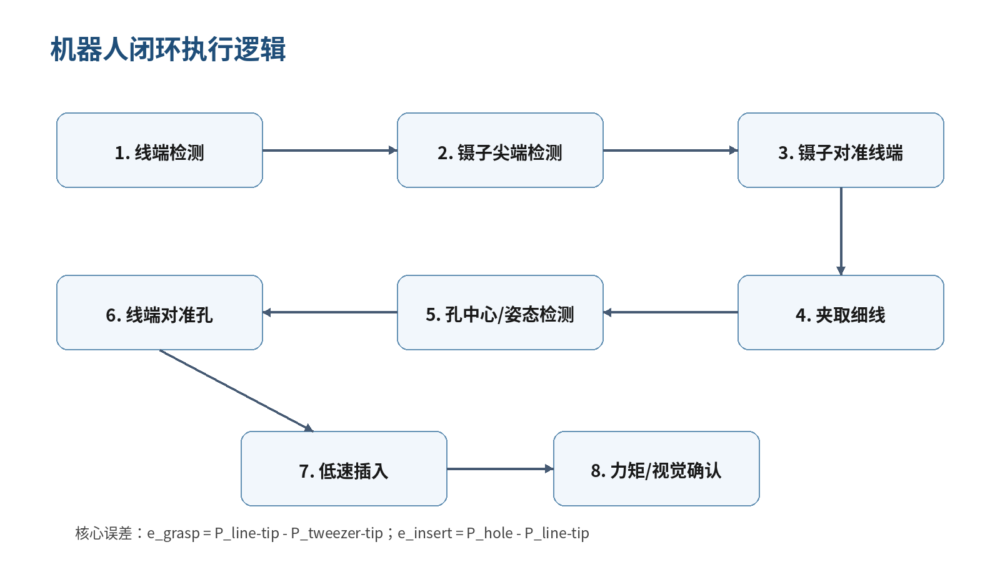 机器人闭环执行逻辑
1. 线端检测
2. 镊子尖端检测
3. 镊子对准线端
4. 夹取细线
5. 孔中心/姿态检测
6. 线端对准孔
7. 低速插入
8. 力矩/视觉确认
核心误差：e_grasp = P_line-tip - P_tweezer-tip；e_insert = P_hole - P_line-tip